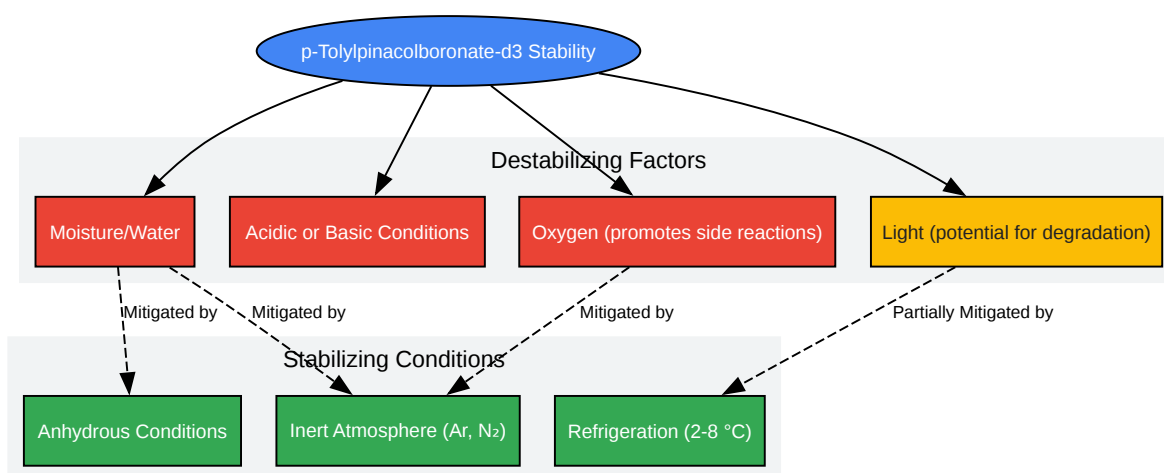 p-Tolylpinacolboronate-d3 Stability
Destabilizing Factors
Moisture/Water
Acidic or Basic Conditions
Oxygen (promotes side reactions)
Light (potential for degradation)
Mitigated by
Mitigated by
Mitigated by
Partially Mitigated by
Stabilizing Conditions
Anhydrous Conditions
Inert Atmosphere (Ar, N₂)
Refrigeration (2-8 °C)